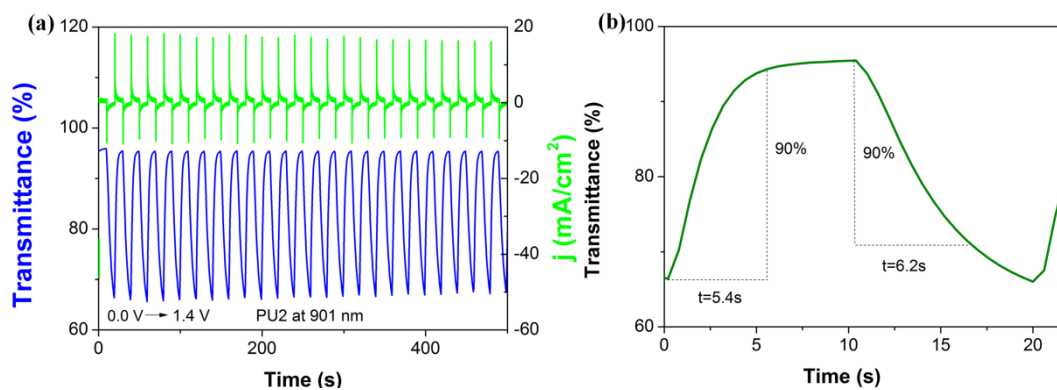 (a)
120
100
80
60
Transmittance (%)
20
0
-20
-40
-60
j (mA/cm²)
0.0 V → 1.4 V
PU2 at 901 nm
0
200
400
Time (s)
(b)
100
80
60
Transmittance (%)
90%
90%
t=5.4s
t=6.2s
0
5
10
15
20
Time (s)